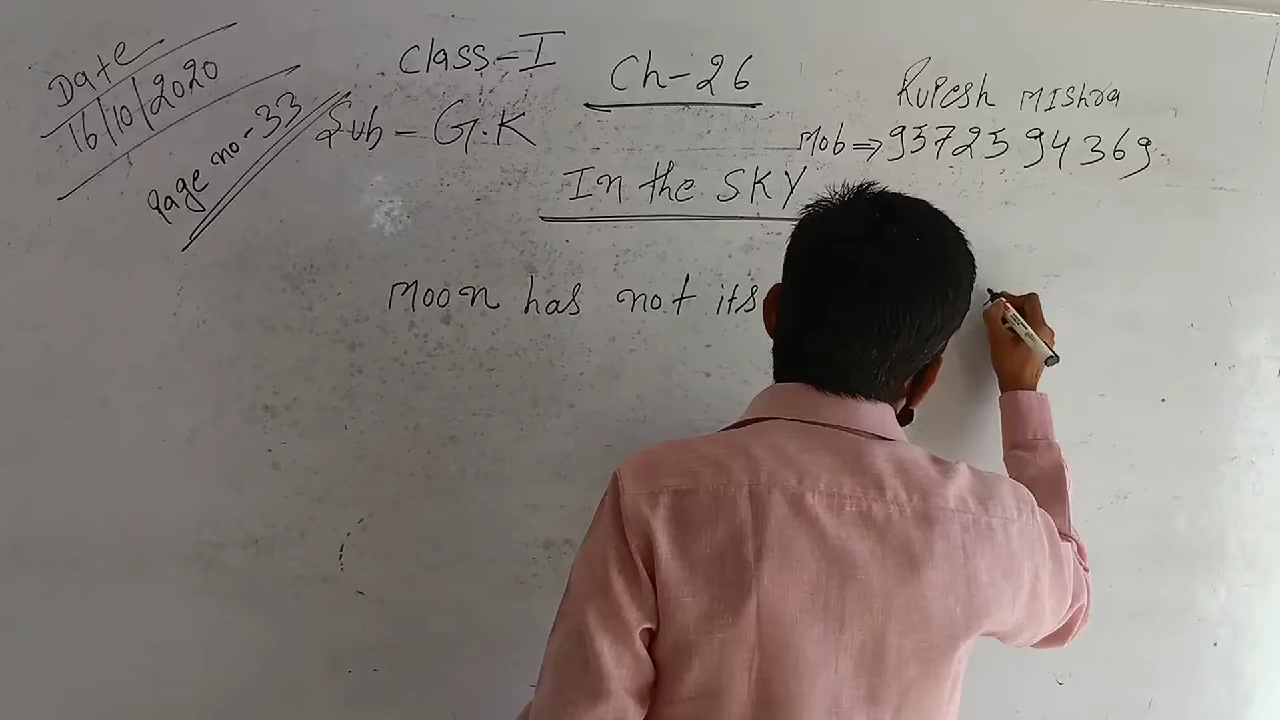 Date
16/10/2020
Page no-33
Class-I
Sub-G.K
Ch-26
Rupesh Mishra
Mob⇒9572594369
In the SKY
Moon has not its